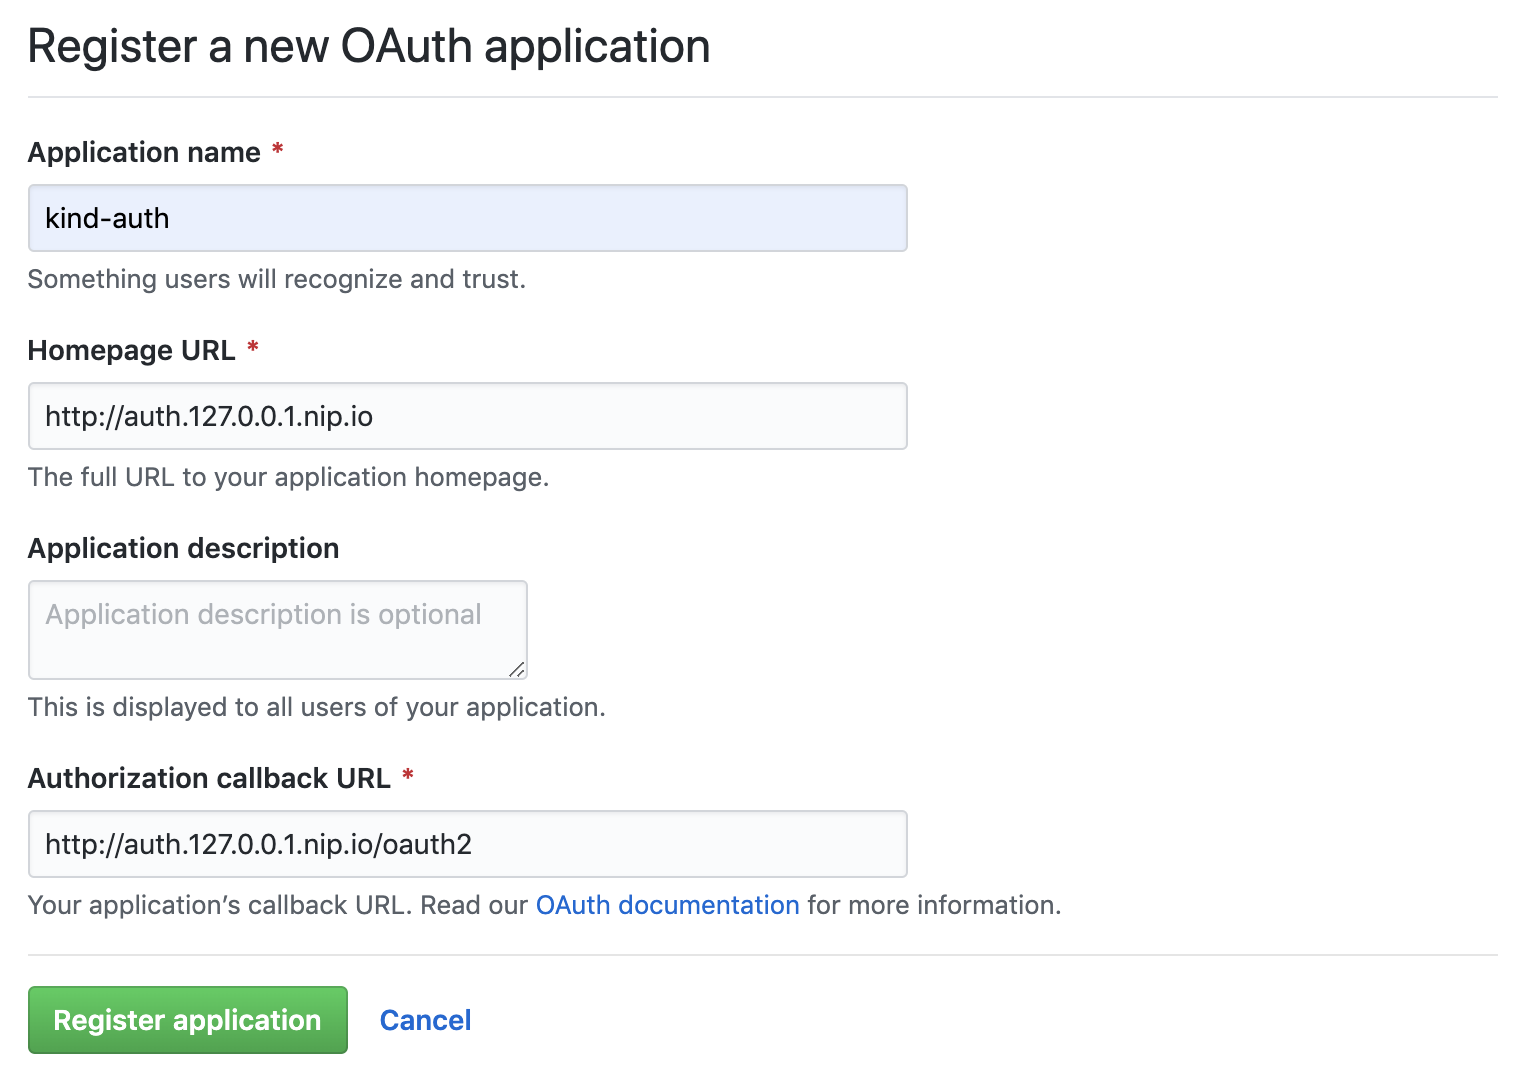 Register a new OAuth application
Application name *
kind-auth
Something users will recognize and trust.
Homepage URL *
http://auth.127.0.0.1.nip.io
The full URL to your application homepage.
Application description
Application description is optional
This is displayed to all users of your application.
Authorization callback URL *
http://auth.127.0.0.1.nip.io/oauth2
Your application’s callback URL. Read our OAuth documentation for more information.
Register application Cancel